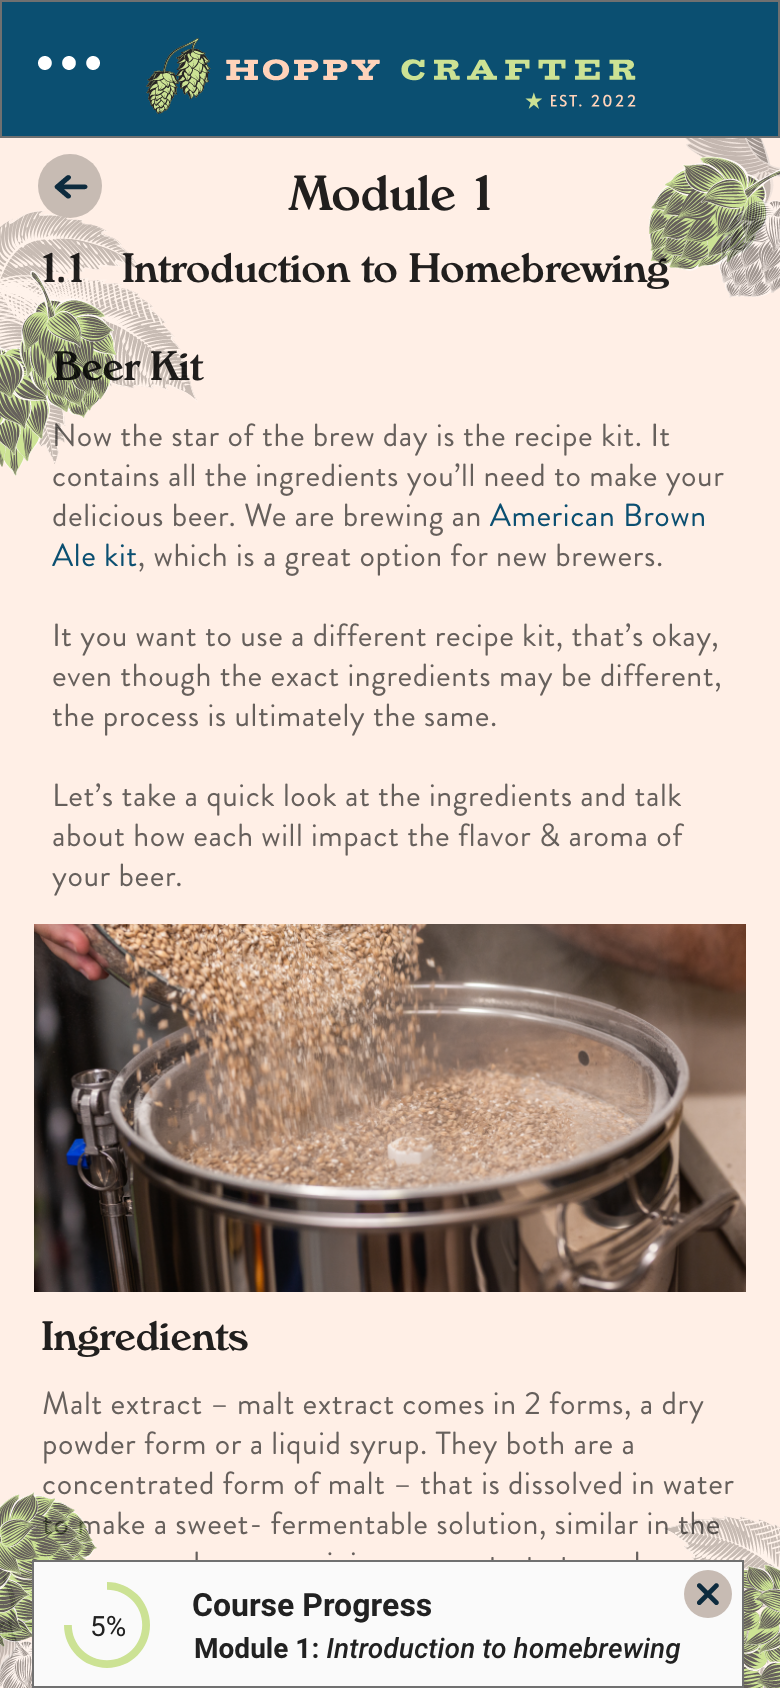 HOPPY CRAFTER
★ EST. 2022
Module 1
1.1 Introduction to Homebrewing
Beer Kit
Now the star of the brew day is the recipe kit. It
contains all the ingredients you’ll need to make your
delicious beer. We are brewing an American Brown
Ale kit, which is a great option for new brewers.
It you want to use a different recipe kit, that’s okay,
even though the exact ingredients may be different,
the process is ultimately the same.
Let’s take a quick look at the ingredients and talk
about how each will impact the flavor & aroma of
your beer.
Ingredients
Malt extract – malt extract comes in 2 forms, a dry
powder form or a liquid syrup. They both are a
concentrated form of malt – that is dissolved in water
to make a sweet- fermentable solution, similar in the
5%
Course Progress
Module 1: Introduction to homebrewing